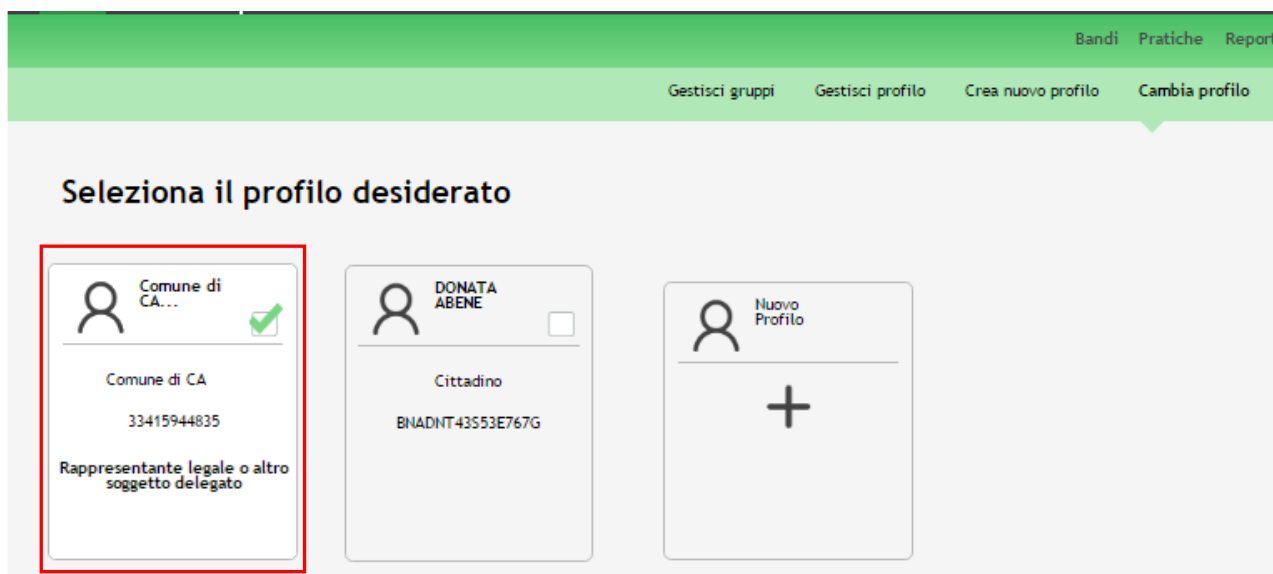 Bandi Pratiche Report
Gestisci gruppi Gestisci profilo Crea nuovo profilo Cambia profilo
Seleziona il profilo desiderato
Comune di
CA...
Comune di CA
33415944835
Rappresentante legale o altro
soggetto delegato
DONATA
ABENE
Cittadino
BNADNT43S53E767G
Nuovo
Profilo